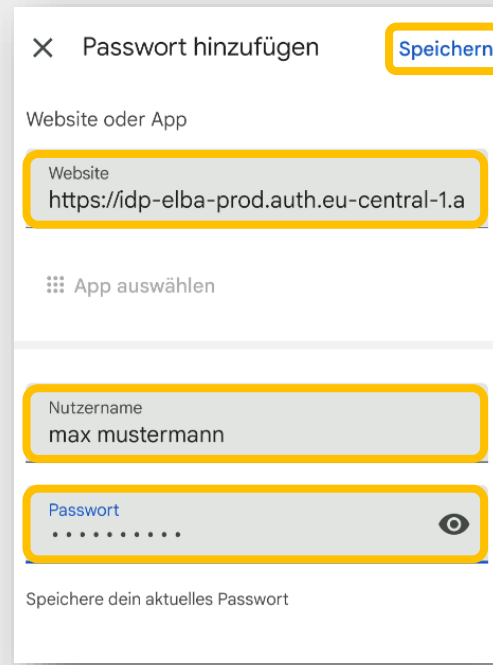 Passwort hinzufügen
Speichern
Website oder App
Website
https://idp-elba-prod.auth.eu-central-1.a
App auswählen
Nutzername
max mustermann
Passwort
••••••••••
Speichere dein aktuelles Passwort